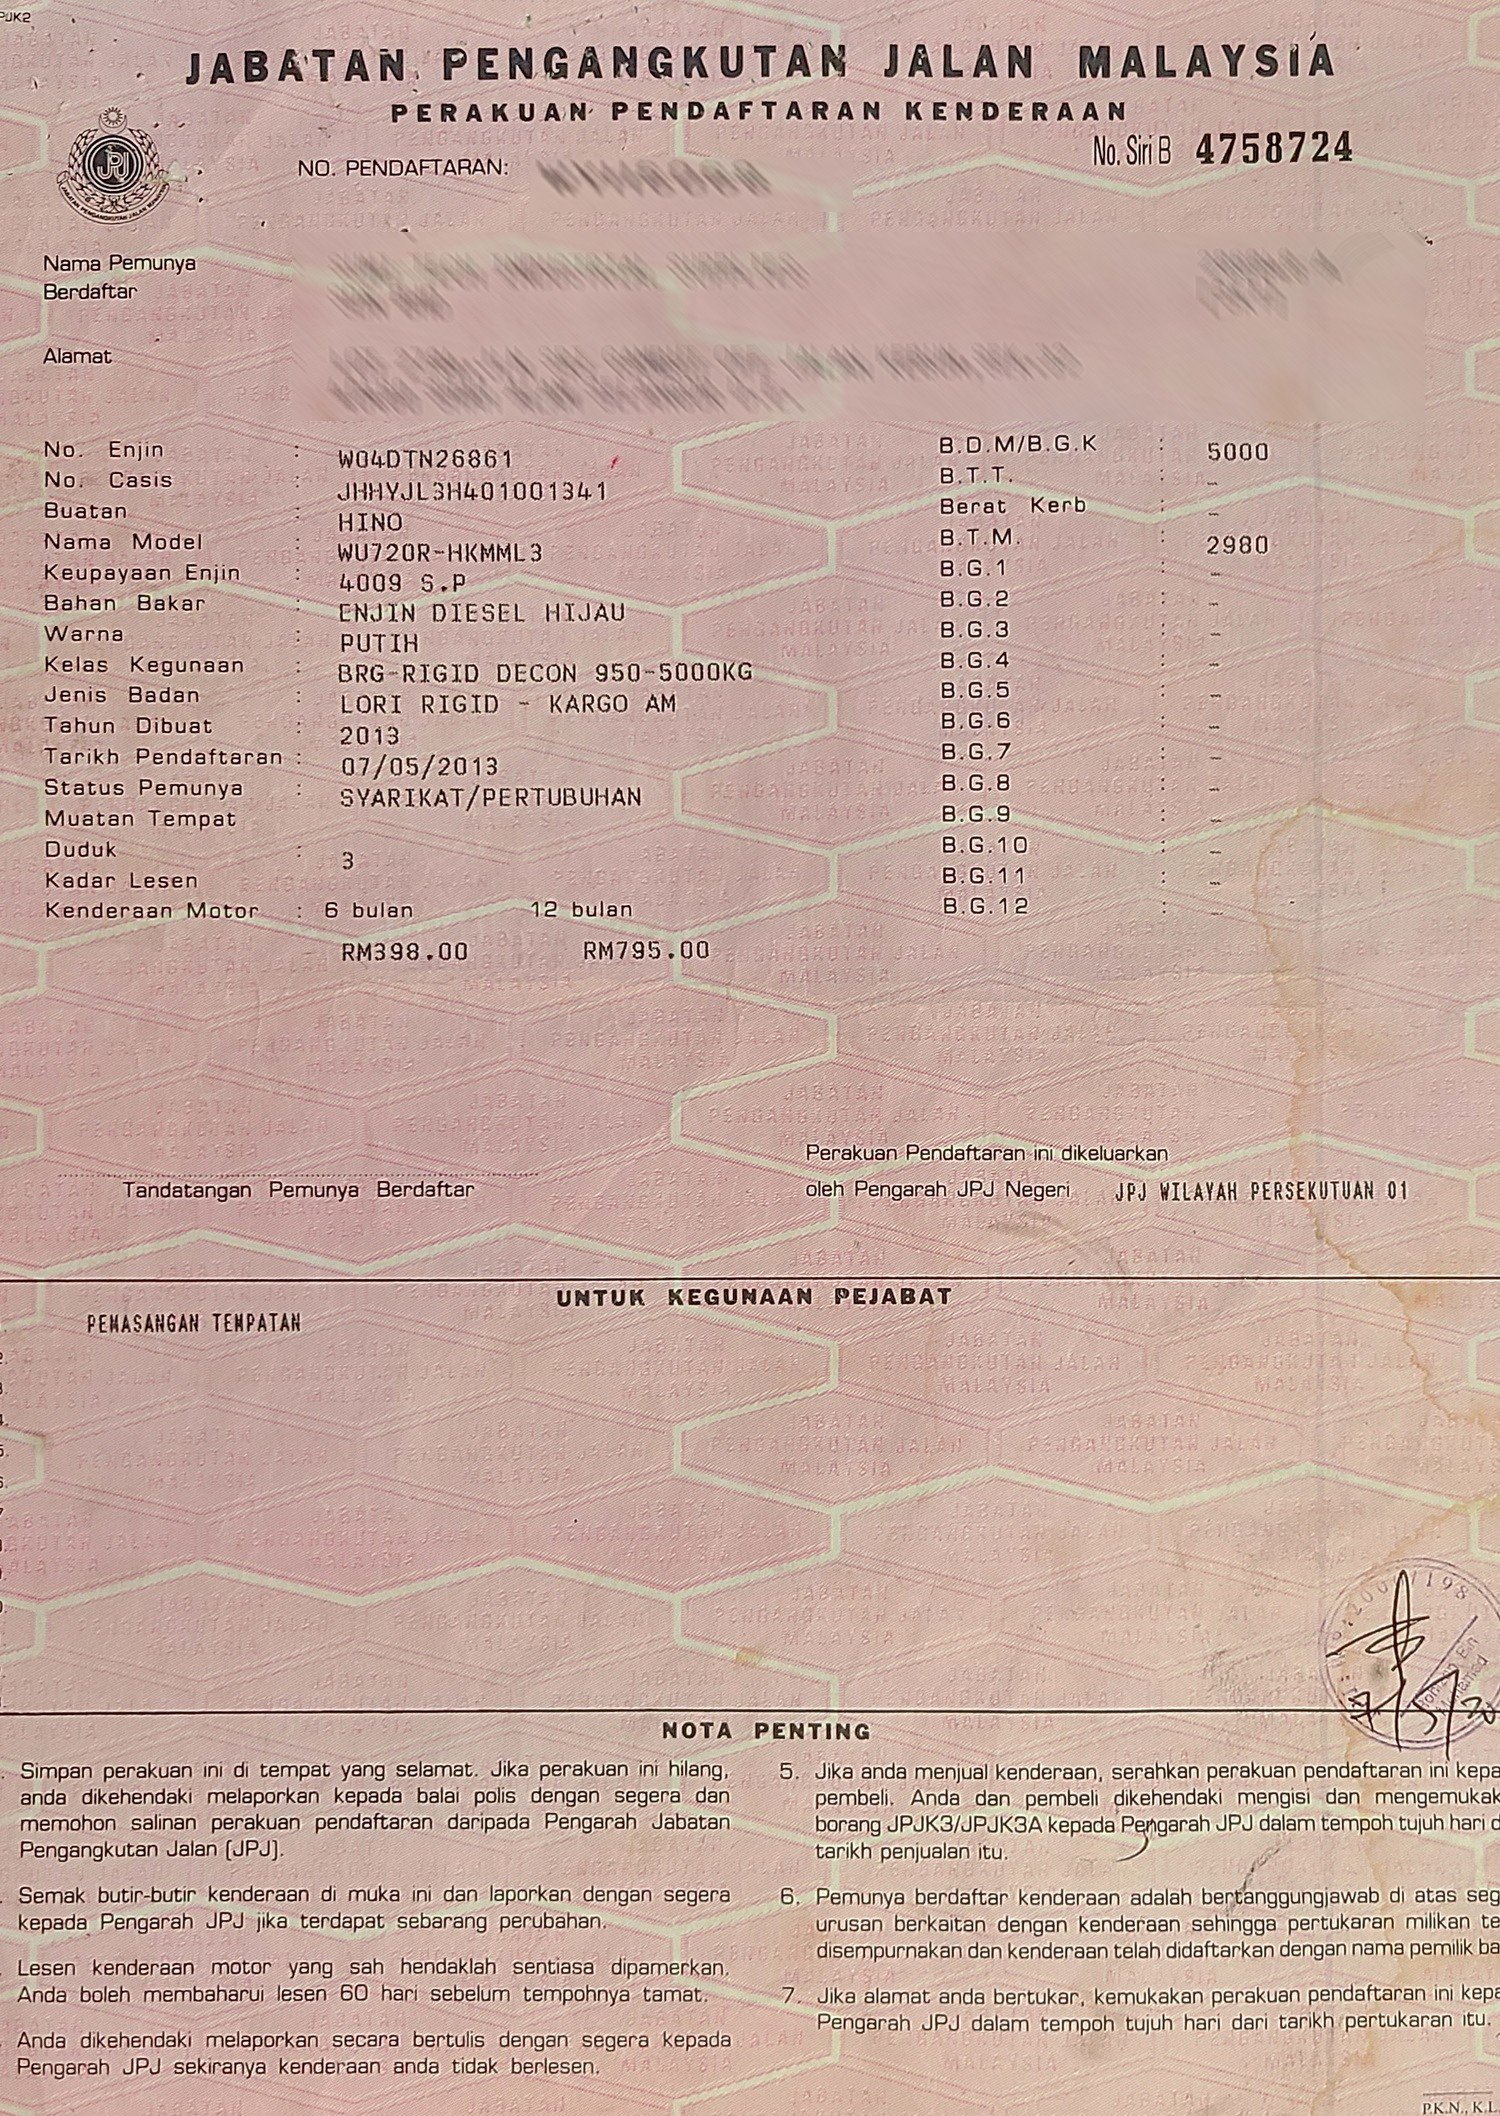 PJK2
JABATAN PENGANGKUTAN JALAN MALAYSIA
PERAKUAN PENDAFTARAN KENDERAAN
No. Siri B 4758724
NO. PENDAFTARAN:
JPJ
Nama Pemunya
Berdaftar
Alamat
No. Enjin : W04DTN26861
No. Casis : JHHYJL3H401001341
Buatan : HINO
Nama Model : WU720R-HKMML3
Keupayaan Enjin : 4009 S.P
Bahan Bakar : ENJIN DIESEL HIJAU
Warna : PUTIH
Kelas Kegunaan : BRG-RIGID DECON 950-5000KG
Jenis Badan : LORI RIGID - KARGO AM
Tahun Dibuat : 2013
Tarikh Pendaftaran : 07/05/2013
Status Pemunya : SYARIKAT/PERTUBUHAN
Muatan Tempat
Duduk : 3
Kadar Lesen
Kenderaan Motor : 6 bulan 12 bulan
RM398.00 RM795.00
B.D.M/B.G.K : 5000
B.T.T. : -
Berat Kerb : -
B.T.M. : 2980
B.G.1 : -
B.G.2 : -
B.G.3 : -
B.G.4 : -
B.G.5 : -
B.G.6 : -
B.G.7 : -
B.G.8 : -
B.G.9 : -
B.G.10 : -
B.G.11 : -
B.G.12 : -
Tandatangan Pemunya Berdaftar
Perakuan Pendaftaran ini dikeluarkan
oleh Pengarah JPJ Negeri JPJ WILAYAH PERSEKUTUAN 01
UNTUK KEGUNAAN PEJABAT
PEMASANGAN TEMPATAN
NOTA PENTING
Simpan perakuan ini di tempat yang selamat. Jika perakuan ini hilang,
anda dikehendaki melaporkan kepada balai polis dengan segera dan
memohon salinan perakuan pendaftaran daripada Pengarah Jabatan
Pengangkutan Jalan (JPJ).
Semak butir-butir kenderaan di muka ini dan laporkan dengan segera
kepada Pengarah JPJ jika terdapat sebarang perubahan.
Lesen kenderaan motor yang sah hendaklah sentiasa dipamerkan.
Anda boleh membaharui lesen 60 hari sebelum tempohnya tamat.
Anda dikehendaki melaporkan secara bertulis dengan segera kepada
Pengarah JPJ sekiranya kenderaan anda tidak berlesen.
5. Jika anda menjual kenderaan, serahkan perakuan pendaftaran ini kepa
pembeli. Anda dan pembeli dikehendaki mengisi dan mengemukak
borang JPJK3/JPJK3A kepada Pengarah JPJ dalam tempoh tujuh hari d
tarikh penjualan itu.
6. Pemunya berdaftar kenderaan adalah bertanggungjawab di atas seg
urusan berkaitan dengan kenderaan sehingga pertukaran milikan te
disempurnakan dan kenderaan telah didaftarkan dengan nama pemilik ba
7. Jika alamat anda bertukar, kemukakan perakuan pendaftaran ini kepa
Pengarah JPJ dalam tempoh tujuh hari dari tarikh pertukaran itu.
P.K.N., K.L.